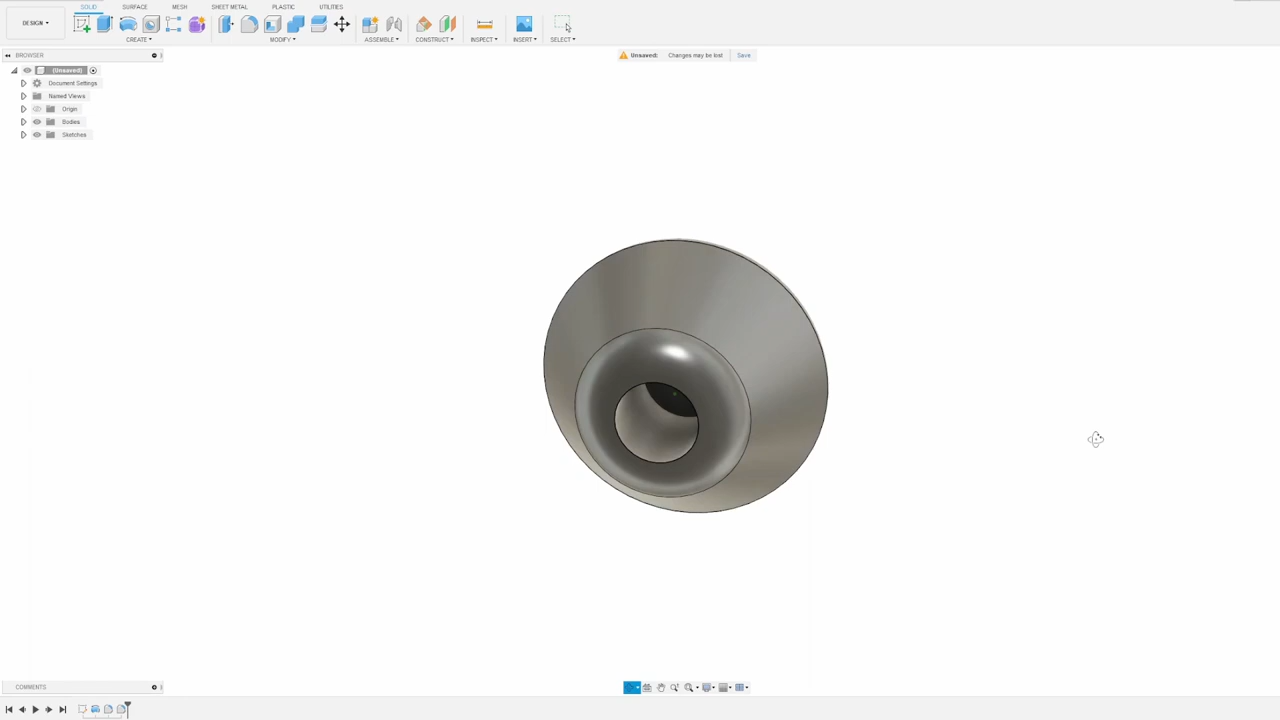 SOLID SURFACE MESH SHEET METAL PLASTIC UTILITIES
DESIGN
CREATE MODIFY ASSEMBLE CONSTRUCT INSPECT INSERT SELECT
BROWSER
Unsaved: Changes may be lost Save
(Unsaved)
Document Settings
Named Views
Origin
Bodies
Sketches
COMMENTS